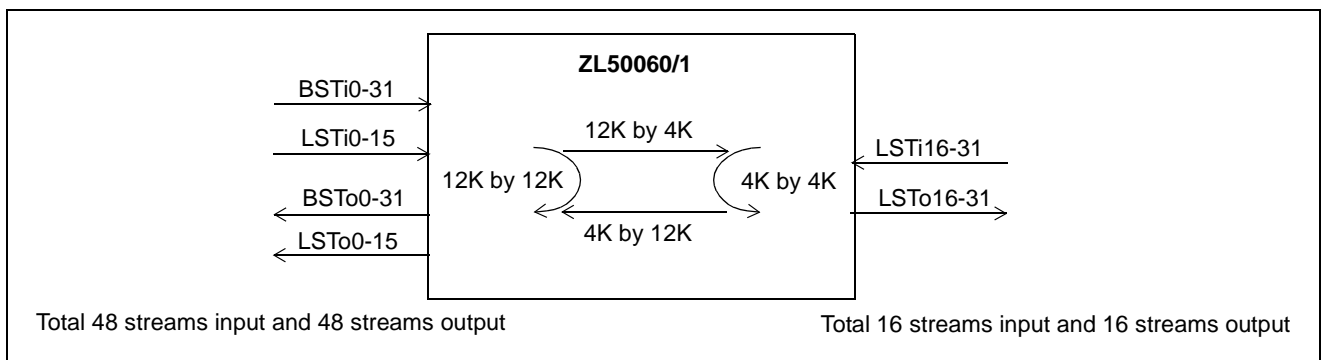 ZL50060/1
BSTi0-31
LSTi0-15
BSTo0-31
LSTo0-15
12K by 12K
12K by 4K
4K by 12K
4K by 4K
LSTi16-31
LSTo16-31
Total 48 streams input and 48 streams output
Total 16 streams input and 16 streams output